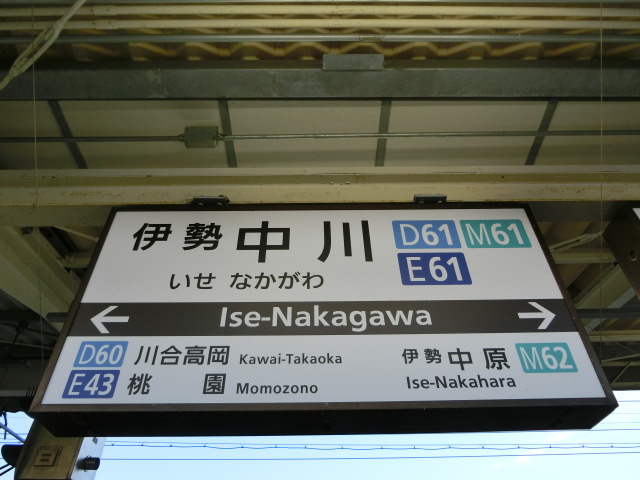 伊勢中川 D61 M61
E61
いせ なかがわ
← Ise-Nakagawa →
D60 川合高岡 Kawai-Takaoka
E43 桃園 Momozono
伊勢中原 M62
Ise-Nakahara
8